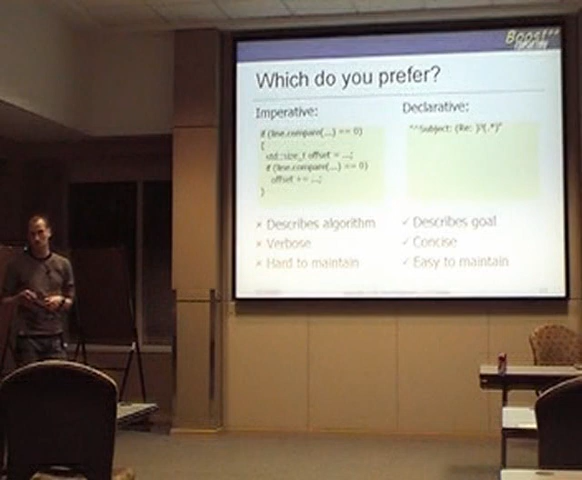 Boost
Which do you prefer?
Imperative:
if (line.compare(...) == 0)
{
std::size_t offset = ...;
if (line.compare(...) == 0)
offset += ...;
}
× Describes algorithm
× Verbose
× Hard to maintain
Declarative:
"^Subject: (Re: )?(.*)"
✓ Describes goal
✓ Concise
✓ Easy to maintain